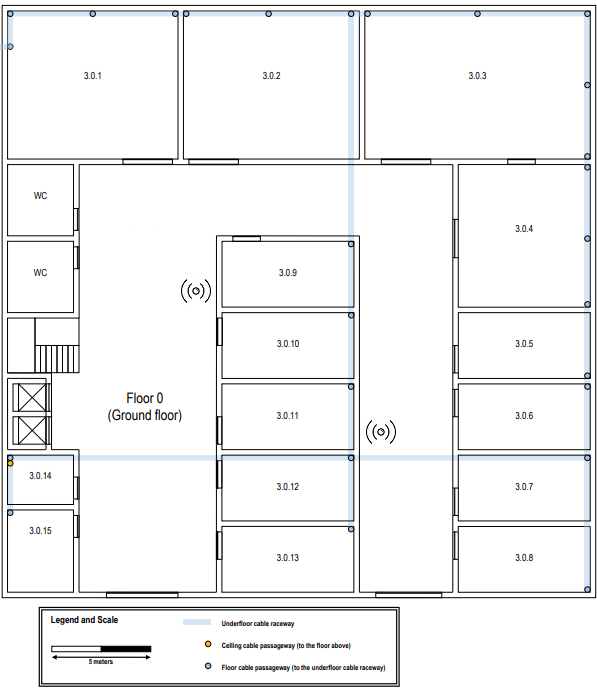 3.0.1
3.0.2
3.0.3
WC
3.0.4
WC
3.0.9
3.0.10
3.0.5
Floor 0
(Ground floor)
3.0.11
3.0.6
3.0.14
3.0.12
3.0.7
3.0.15
3.0.13
3.0.8
Legend and Scale
Underfloor cable raceway
Celling cable passageway (to the floor above)
5 meters
Floor cable passageway (to the underfloor cable raceway)